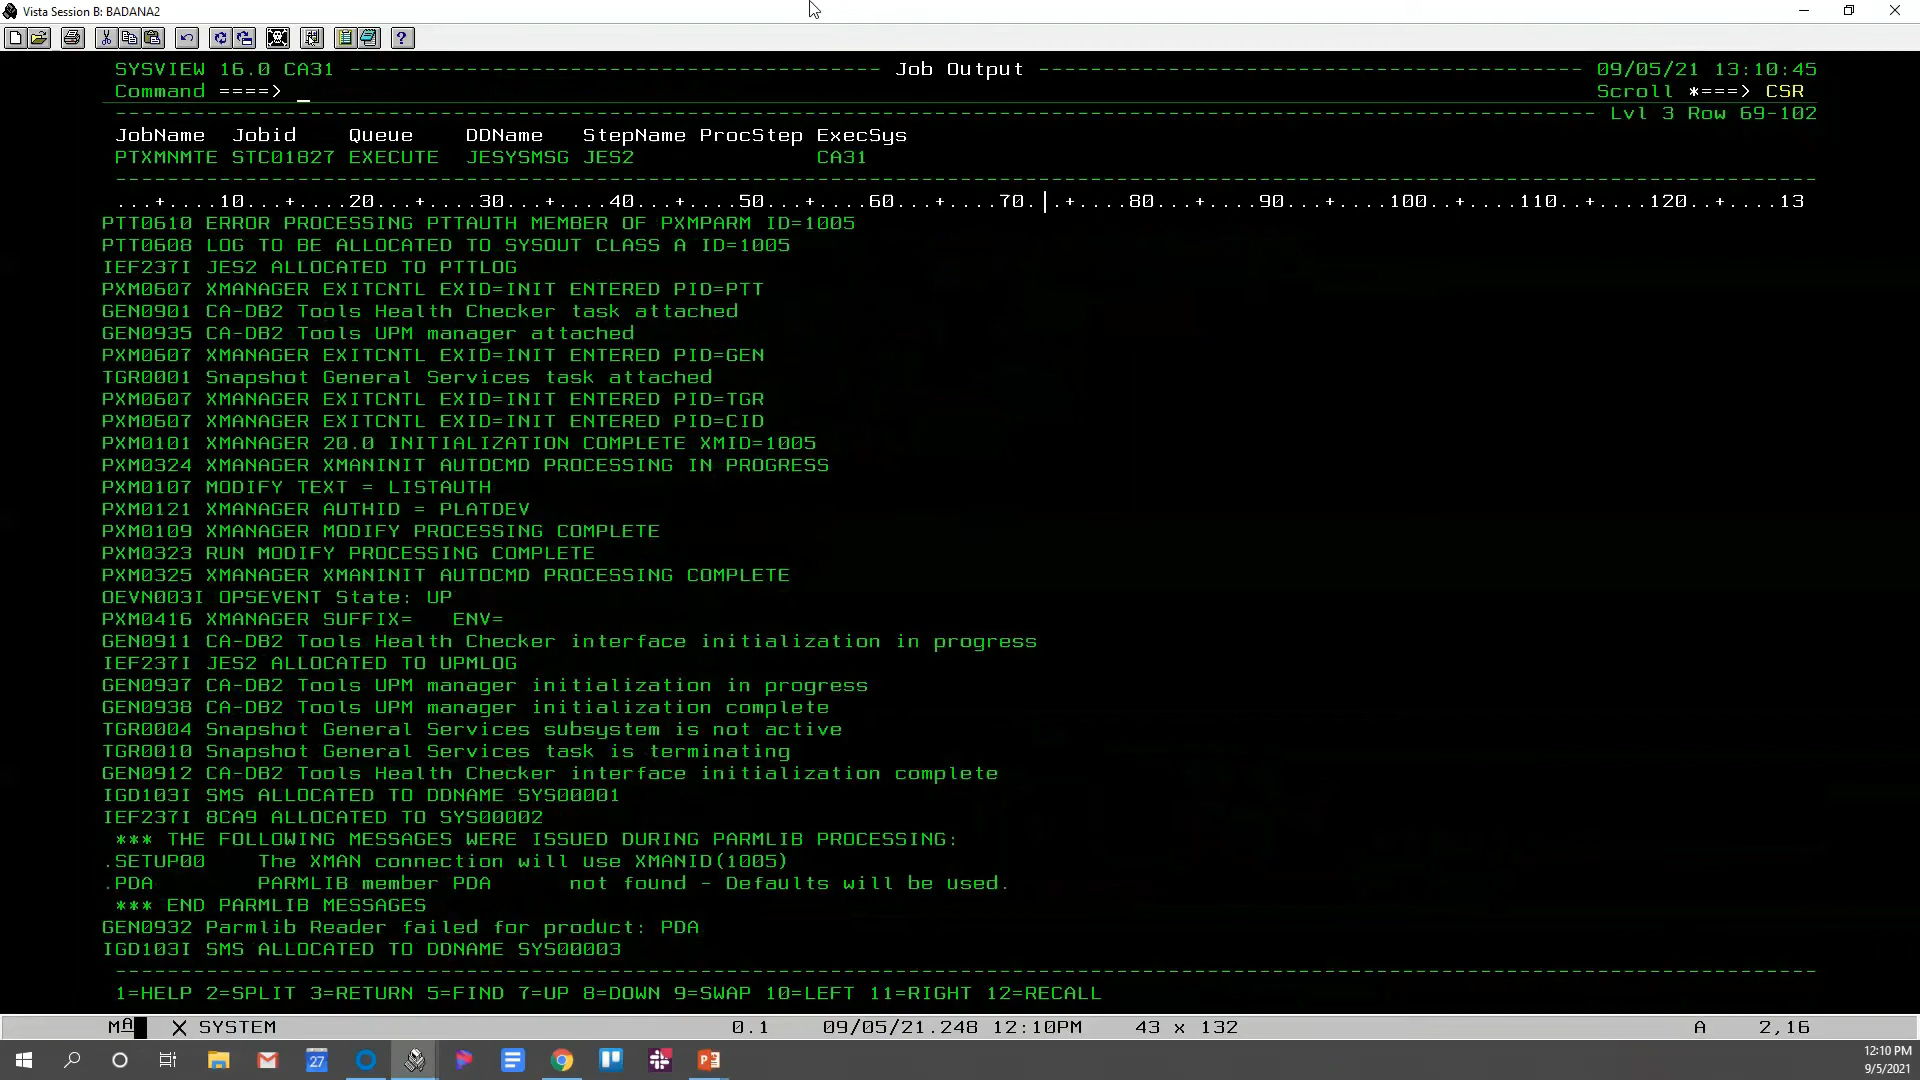 Vista Session B: BADANA2
SYSVIEW 16.0 CA31 ----------------------------------------- Job Output ------------------------------------------ 09/05/21 13:10:45
Command ====> _ Scroll *===> CSR
Lvl 3 Row 69-102
JobName Jobid Queue DDName StepName ProcStep ExecSys
PTXMNMTE STC01827 EXECUTE JESYSMSG JES2 CA31
...+....10...+....20...+....30...+....40...+....50...+....60...+....70.|.+....80...+....90...+....100..+....110..+....120..+....13
PTT0610 ERROR PROCESSING PTTAUTH MEMBER OF PXMPARM ID=1005
PTT0608 LOG TO BE ALLOCATED TO SYSOUT CLASS A ID=1005
IEF237I JES2 ALLOCATED TO PTTLOG
PXM0607 XMANAGER EXITCNTL EXID=INIT ENTERED PID=PTT
GEN0901 CA-DB2 Tools Health Checker task attached
GEN0935 CA-DB2 Tools UPM manager attached
PXM0607 XMANAGER EXITCNTL EXID=INIT ENTERED PID=GEN
TGR0001 Snapshot General Services task attached
PXM0607 XMANAGER EXITCNTL EXID=INIT ENTERED PID=TGR
PXM0607 XMANAGER EXITCNTL EXID=INIT ENTERED PID=CID
PXM0101 XMANAGER 20.0 INITIALIZATION COMPLETE XMID=1005
PXM0324 XMANAGER XMANINIT AUTOCMD PROCESSING IN PROGRESS
PXM0107 MODIFY TEXT = LISTAUTH
PXM0121 XMANAGER AUTHID = PLATDEV
PXM0109 XMANAGER MODIFY PROCESSING COMPLETE
PXM0323 RUN MODIFY PROCESSING COMPLETE
PXM0325 XMANAGER XMANINIT AUTOCMD PROCESSING COMPLETE
OEVN003I OPSEVENT State: UP
PXM0416 XMANAGER SUFFIX= ENV=
GEN0911 CA-DB2 Tools Health Checker interface initialization in progress
IEF237I JES2 ALLOCATED TO UPMLOG
GEN0937 CA-DB2 Tools UPM manager initialization in progress
GEN0938 CA-DB2 Tools UPM manager initialization complete
TGR0004 Snapshot General Services subsystem is not active
TGR0010 Snapshot General Services task is terminating
GEN0912 CA-DB2 Tools Health Checker interface initialization complete
IGD103I SMS ALLOCATED TO DDNAME SYS00001
IEF237I 8CA9 ALLOCATED TO SYS00002
*** THE FOLLOWING MESSAGES WERE ISSUED DURING PARMLIB PROCESSING:
.SETUP00 The XMAN connection will use XMANID(1005)
.PDA PARMLIB member PDA not found - Defaults will be used.
*** END PARMLIB MESSAGES
GEN0932 Parmlib Reader failed for product: PDA
IGD103I SMS ALLOCATED TO DDNAME SYS00003
1=HELP 2=SPLIT 3=RETURN 5=FIND 7=UP 8=DOWN 9=SWAP 10=LEFT 11=RIGHT 12=RECALL
MA X SYSTEM 0.1 09/05/21.248 12:10PM 43 x 132 A 2,16
27
12:10 PM
9/5/2021